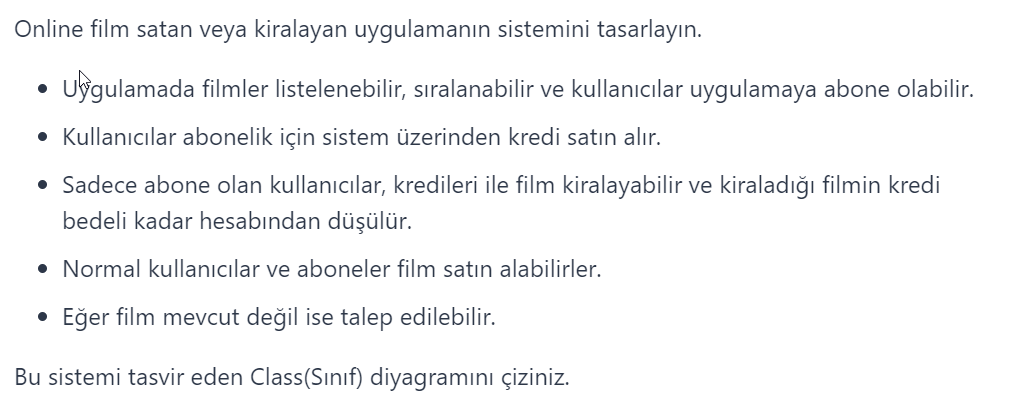 Online film satan veya kiralayan uygulamanın sistemini tasarlayın.
Uygulamada filmler listelenebilir, sıralanabilir ve kullanıcılar uygulamaya abone olabilir.
Kullanıcılar abonelik için sistem üzerinden kredi satın alır.
Sadece abone olan kullanıcılar, kredileri ile film kiralayabilir ve kiraladığı filmin kredi
bedeli kadar hesabından düşülür.
Normal kullanıcılar ve aboneler film satın alabilirler.
Eğer film mevcut değil ise talep edilebilir.
Bu sistemi tasvir eden Class(Sınıf) diyagramını çiziniz.